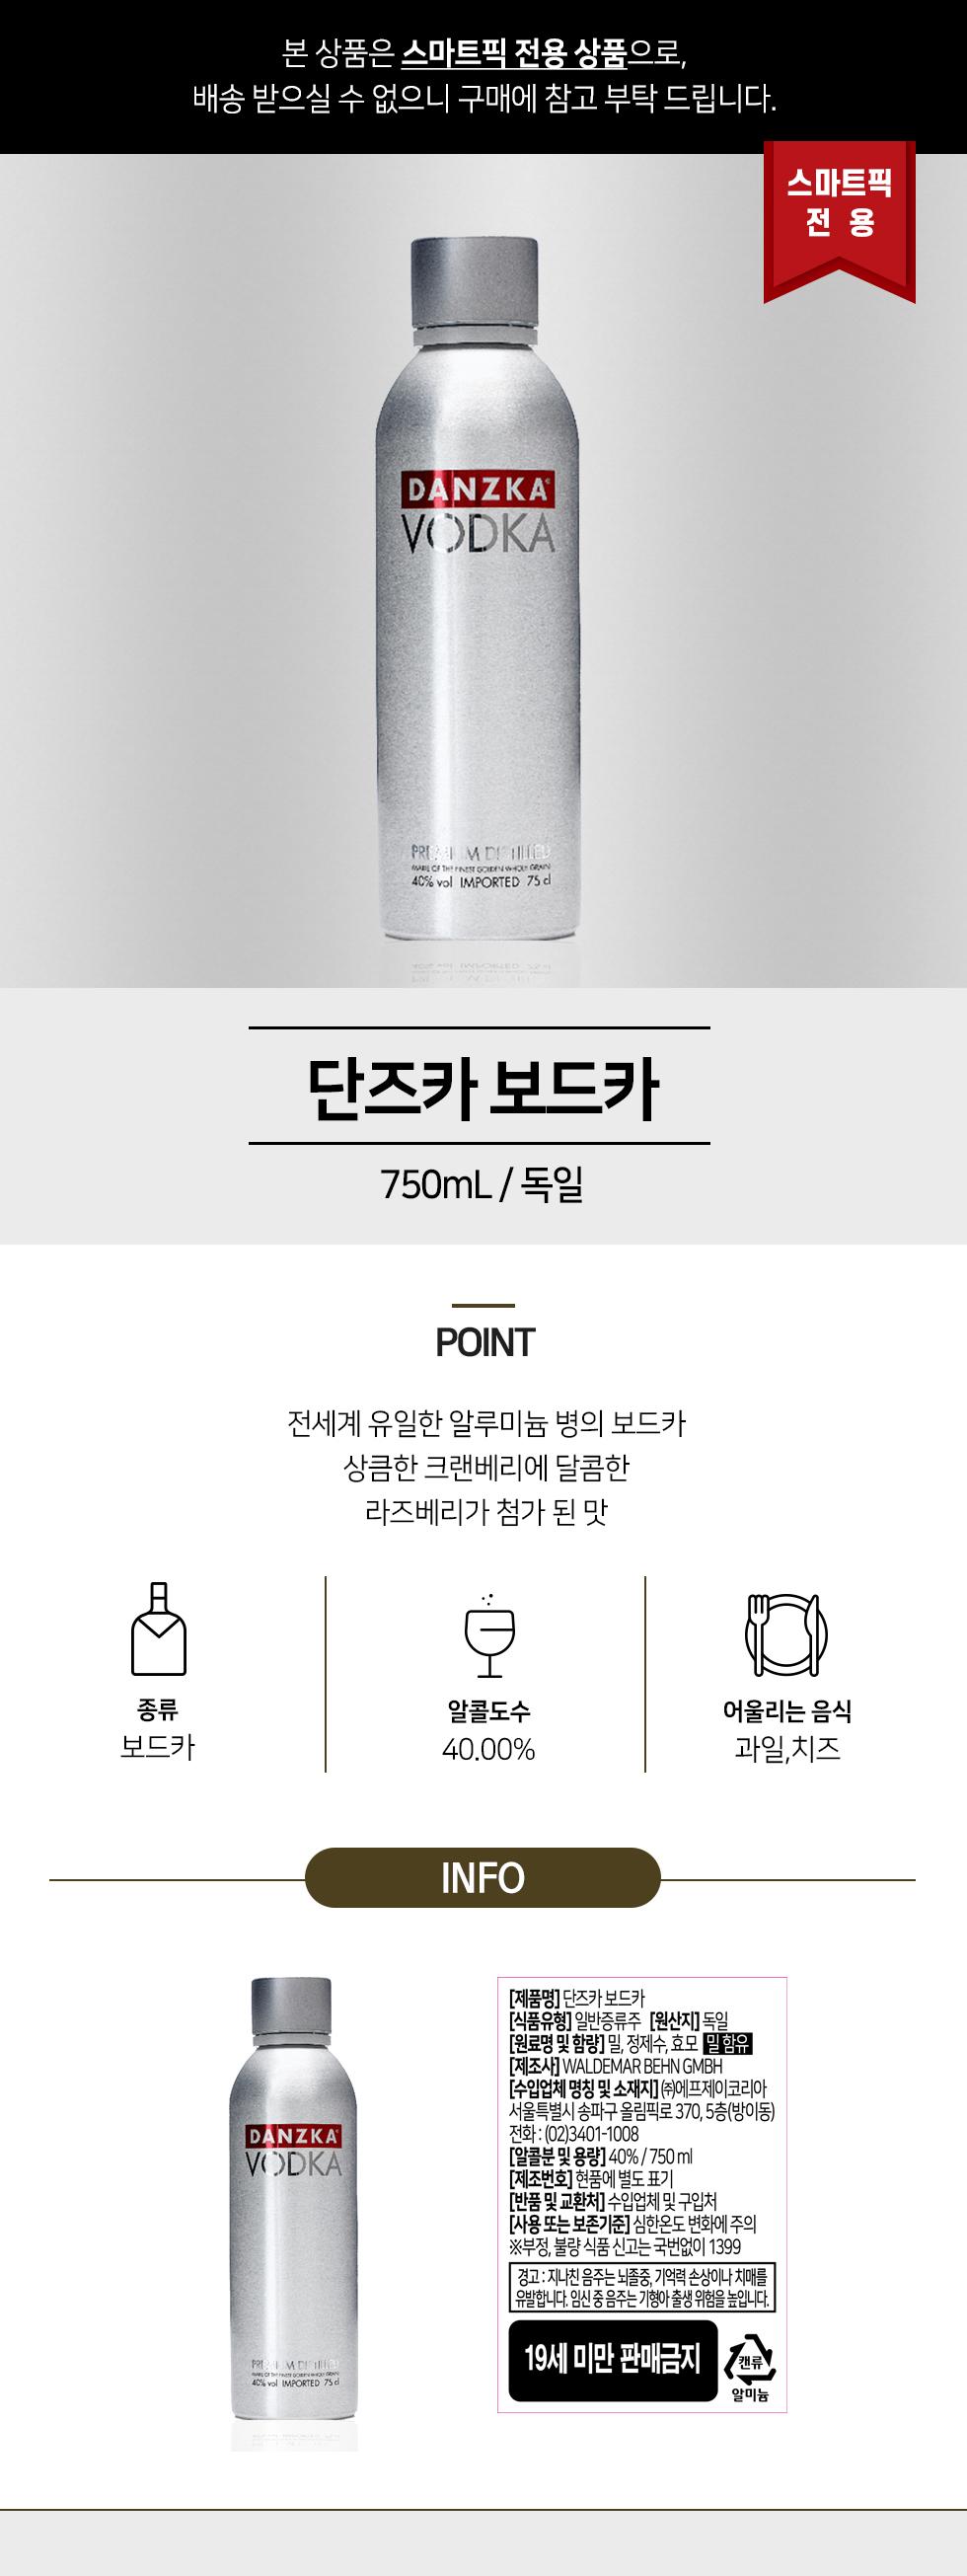 본 상품은 스마트픽 전용 상품으로,
배송 받으실 수 없으니 구매에 참고 부탁 드립니다.
스마트픽
전 용
DANZKA
VODKA
PREMIUM DISTILLED
MADE OF THE FINEST GOLDEN WHOLE GRAIN
40% vol IMPORTED 75 cl
단즈카 보드카
750mL / 독일
POINT
전세계 유일한 알루미늄 병의 보드카
상큼한 크랜베리에 달콤한
라즈베리가 첨가 된 맛
종류
보드카
알콜도수
40.00%
어울리는 음식
과일,치즈
INFO
DANZKA
VODKA
PREMIUM DISTILLED
MADE OF THE FINEST GOLDEN WHOLE GRAIN
40% vol IMPORTED 75 cl
[제품명] 단즈카 보드카
[식품유형] 일반증류주 [원산지] 독일
[원료명 및 함량] 밀, 정제수, 효모 밀 함유
[제조사] WALDEMAR BEHN GMBH
[수입업체 명칭 및 소재지] ㈜에프제이코리아
서울특별시 송파구 올림픽로 370, 5층(방이동)
전화 : (02)3401-1008
[알콜분 및 용량] 40% / 750 ml
[제조번호] 현품에 별도 표기
[반품 및 교환처] 수입업체 및 구입처
[사용 또는 보존기준] 심한온도 변화에 주의
※부정, 불량 식품 신고는 국번없이 1399
경고 : 지나친 음주는 뇌졸중, 기억력 손상이나 치매를
유발합니다. 임신 중 음주는 기형아 출생 위험을 높입니다.
19세 미만 판매금지
캔류
알미늄